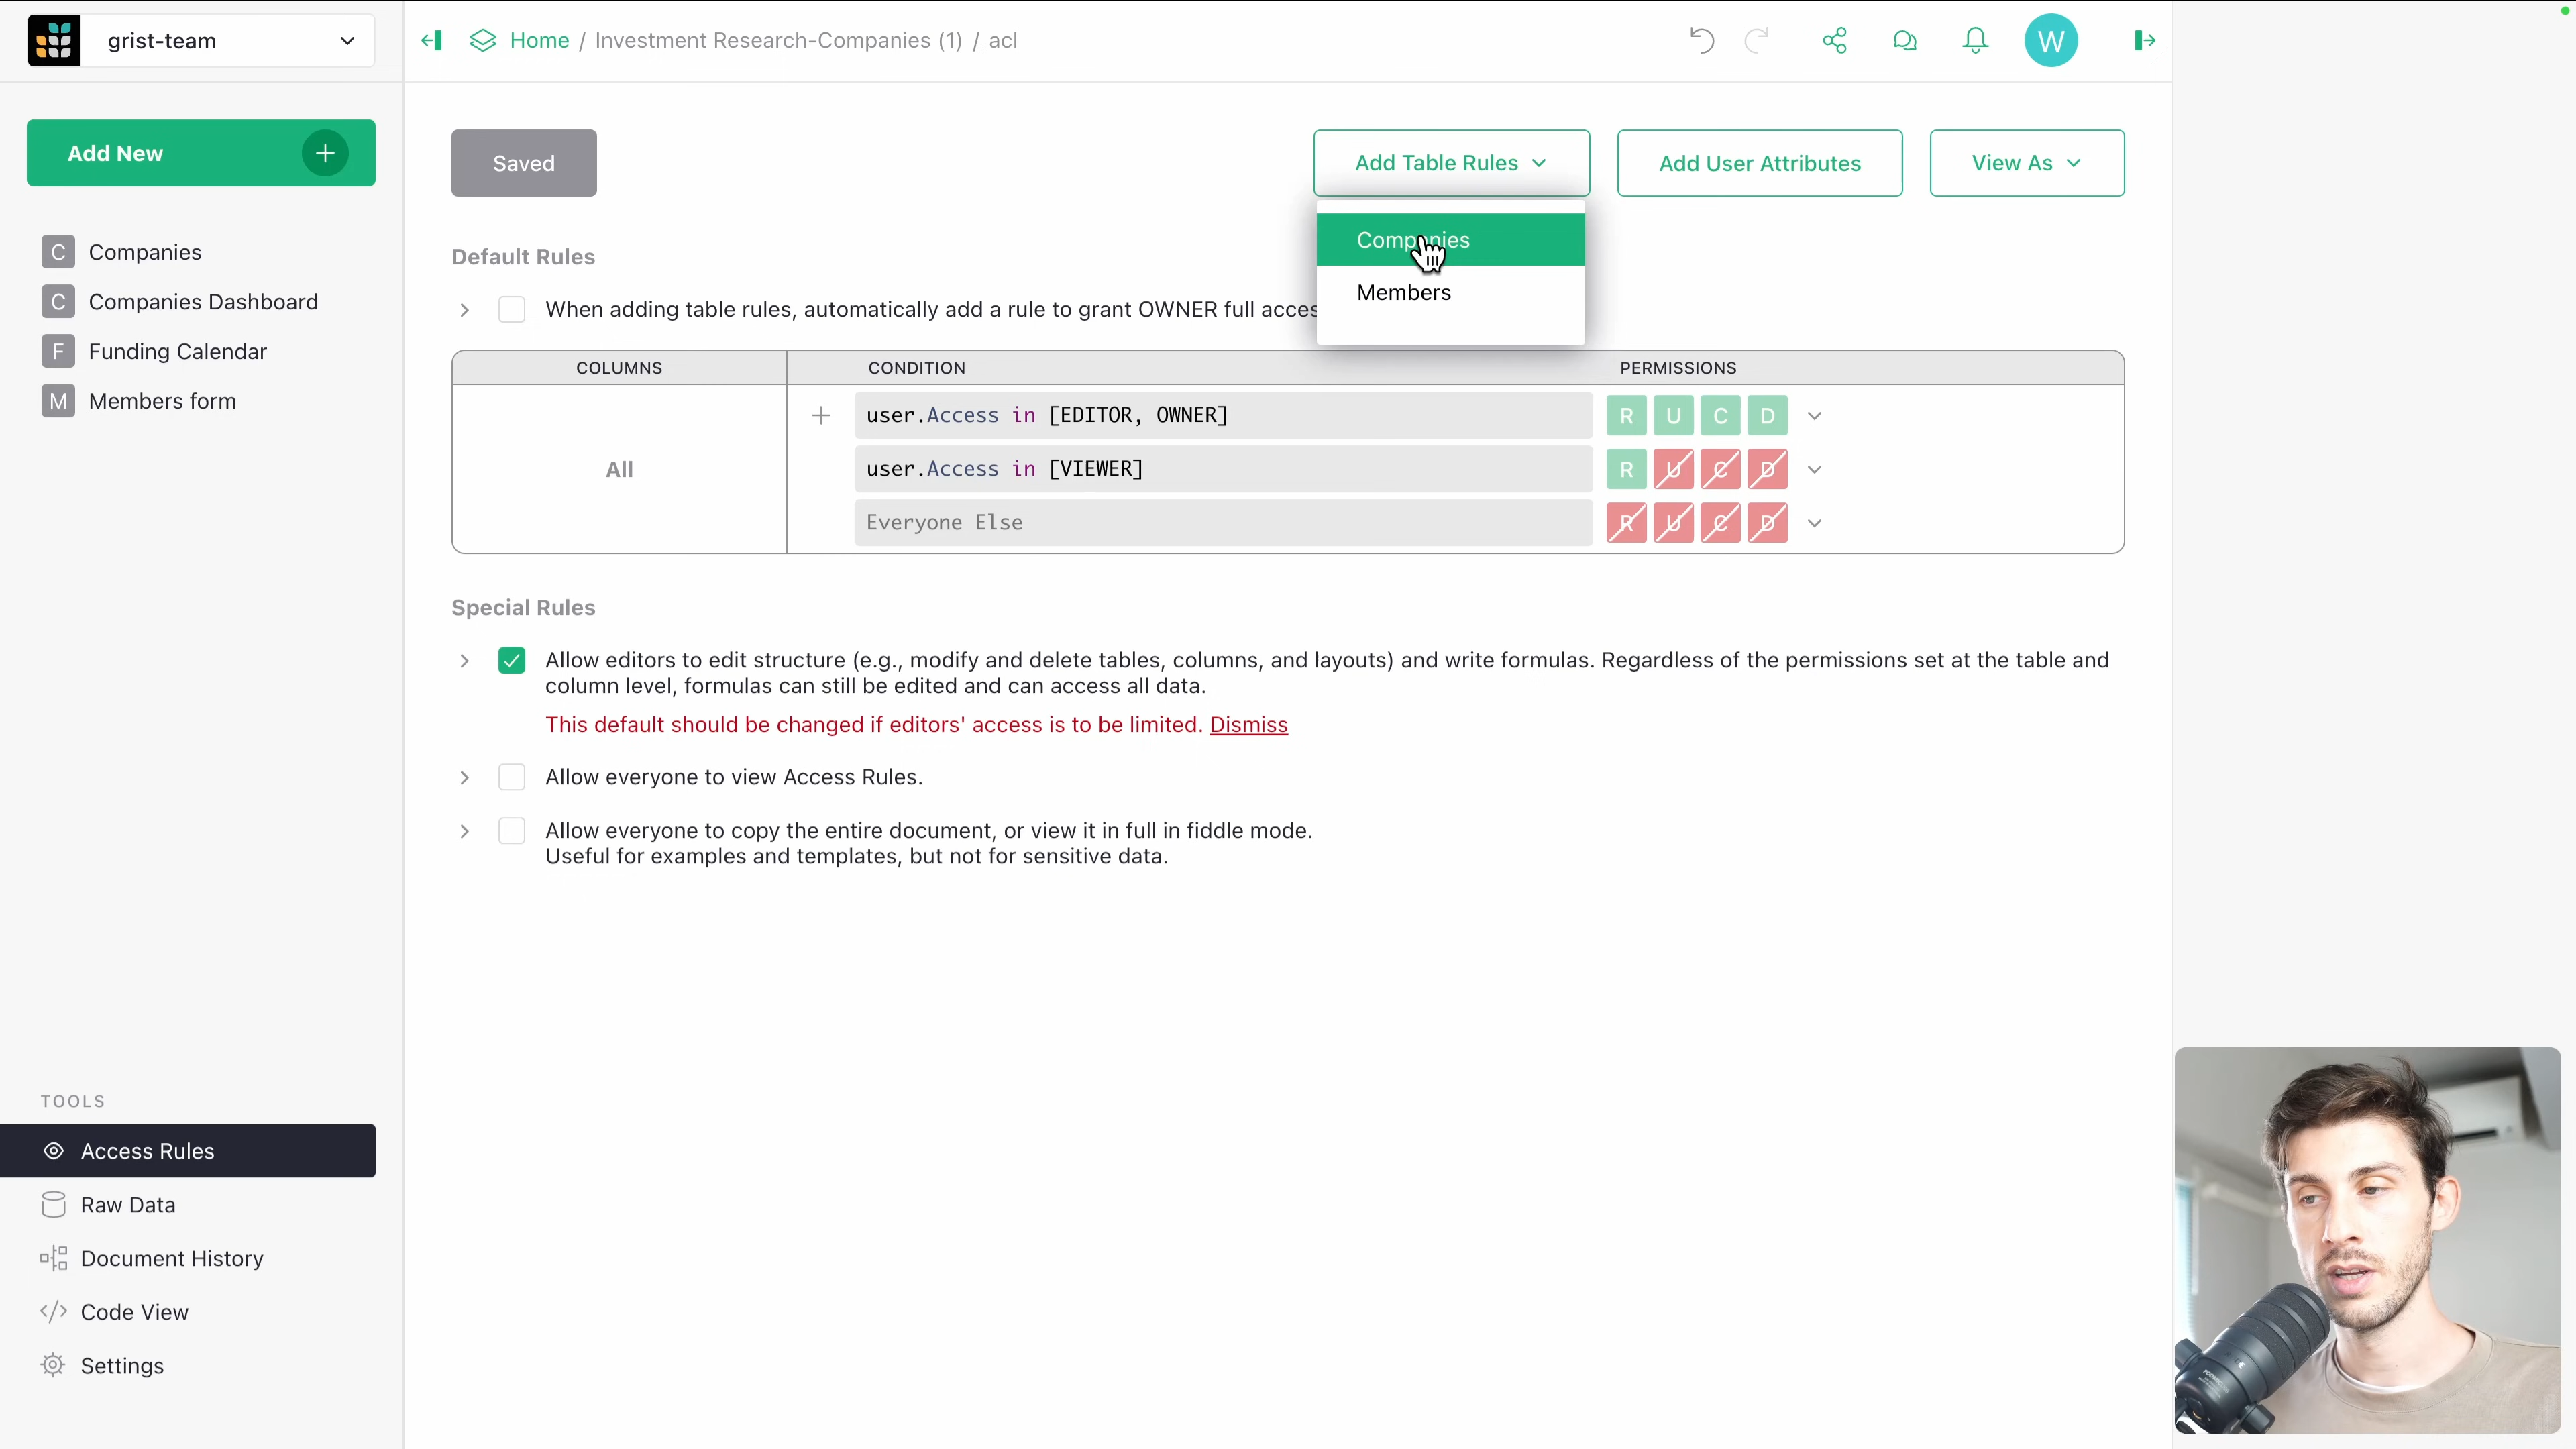 grist-team
Home / Investment Research-Companies (1) / acl
W
Add New
Saved
Add Table Rules
Add User Attributes
View As
Companies
Members
C Companies
C Companies Dashboard
F Funding Calendar
M Members form
Default Rules
When adding table rules, automatically add a rule to grant OWNER full acces
COLUMNS CONDITION PERMISSIONS
All
user.Access in [EDITOR, OWNER] R U C D
user.Access in [VIEWER] R U C D
Everyone Else R U C D
Special Rules
Allow editors to edit structure (e.g., modify and delete tables, columns, and layouts) and write formulas. Regardless of the permissions set at the table and
column level, formulas can still be edited and can access all data.
This default should be changed if editors' access is to be limited. Dismiss
Allow everyone to view Access Rules.
Allow everyone to copy the entire document, or view it in full in fiddle mode.
Useful for examples and templates, but not for sensitive data.
TOOLS
Access Rules
Raw Data
Document History
Code View
Settings